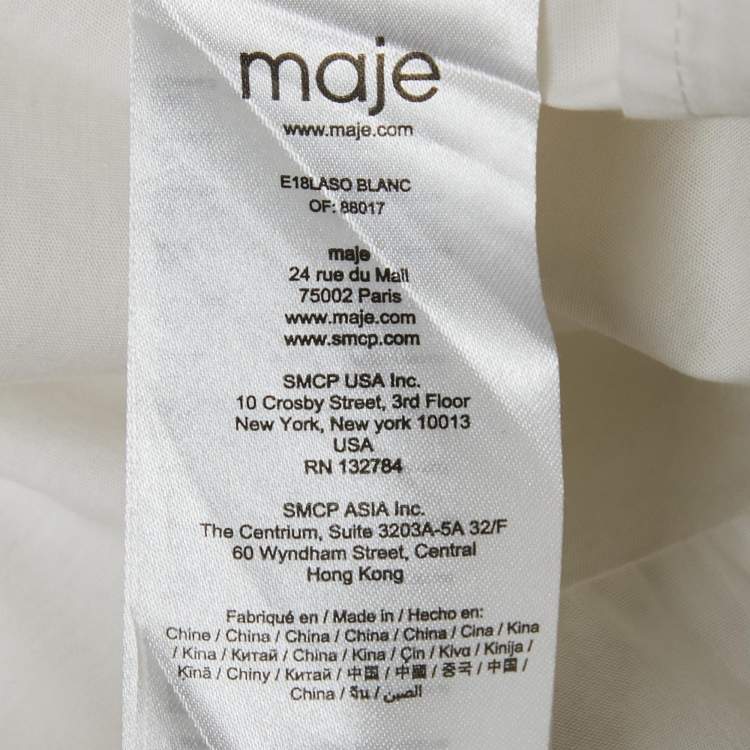 maje
www.maje.com
E18LASO BLANC
OF: 88017
maje
24 rue du Mail
75002 Paris
www.maje.com
www.smcp.com
SMCP USA Inc.
10 Crosby Street, 3rd Floor
New York, New york 10013
USA
RN 132784
SMCP ASIA Inc.
The Centrium, Suite 3203A-5A 32/F
60 Wyndham Street, Central
Hong Kong
Fabriqué en / Made in / Hecho en:
Chine / China / China / China / China / Cina / Kina
/ Kina / Китай / China / Kina / Çin / Κίνα / Kinija /
Ķīnā / Chiny / Китай / 中国 / 中國 / 중국 / 中国 /
China / จีน / الصين